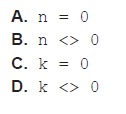 A. n = 0
B. n <> 0
C. k = 0
D. k <> 0